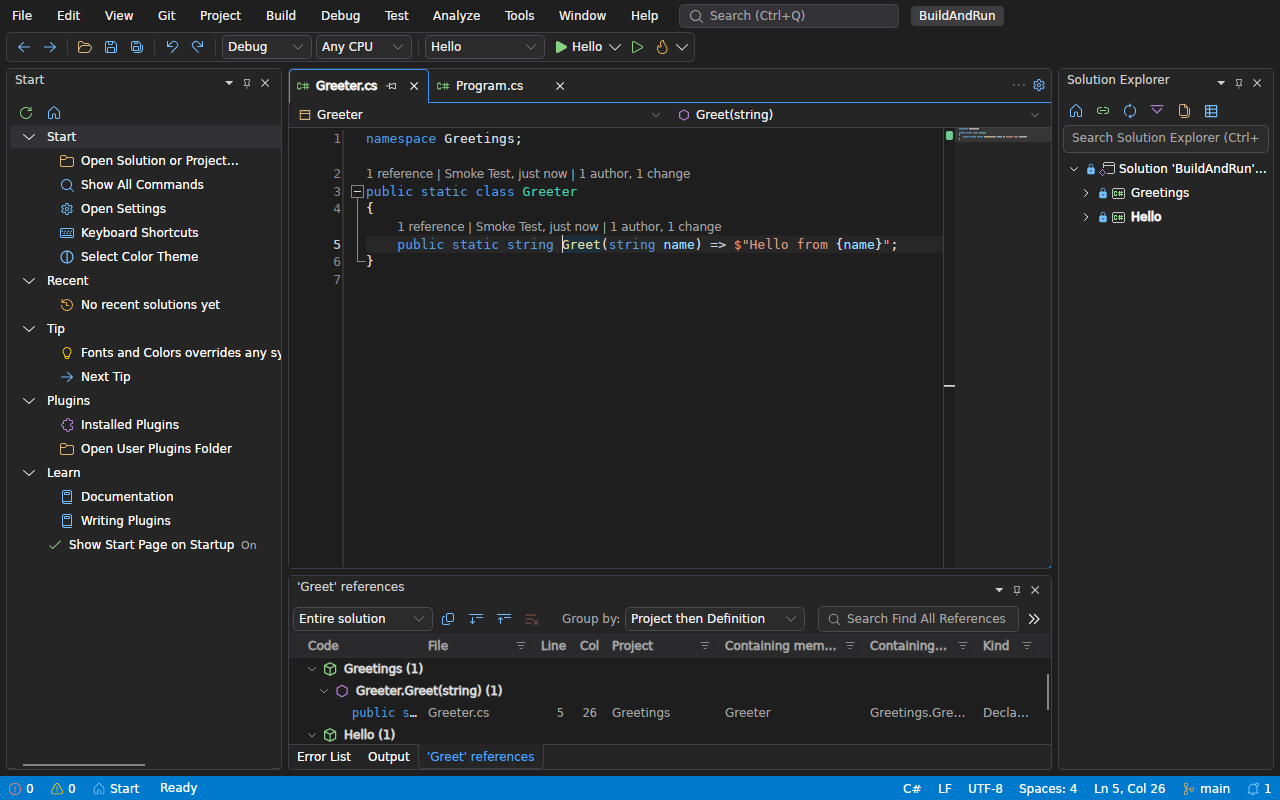 File Edit View Git Project Build Debug Test Analyze Tools Window Help Search (Ctrl+Q) BuildAndRun
Debug Any CPU Hello Hello
Start
Start
Open Solution or Project...
Show All Commands
Open Settings
Keyboard Shortcuts
Select Color Theme
Recent
No recent solutions yet
Tip
Fonts and Colors overrides any sy
Next Tip
Plugins
Installed Plugins
Open User Plugins Folder
Learn
Documentation
Writing Plugins
Show Start Page on Startup On
C# Greeter.cs C# Program.cs
Greeter Greet(string)
1 namespace Greetings;
2 1 reference | Smoke Test, just now | 1 author, 1 change
3 public static class Greeter
4 {
1 reference | Smoke Test, just now | 1 author, 1 change
5 public static string Greet(string name) => $"Hello from {name}";
6 }
7
'Greet' references
Entire solution Group by: Project then Definition Search Find All References
Code File Line Col Project Containing mem... Containing... Kind
Greetings (1)
Greeter.Greet(string) (1)
public s... Greeter.cs 5 26 Greetings Greeter Greetings.Gre... Decla...
Hello (1)
Error List Output 'Greet' references
Solution Explorer
Search Solution Explorer (Ctrl+
Solution 'BuildAndRun'...
C# Greetings
C# Hello
0 0 Start Ready C# LF UTF-8 Spaces: 4 Ln 5, Col 26 main 1